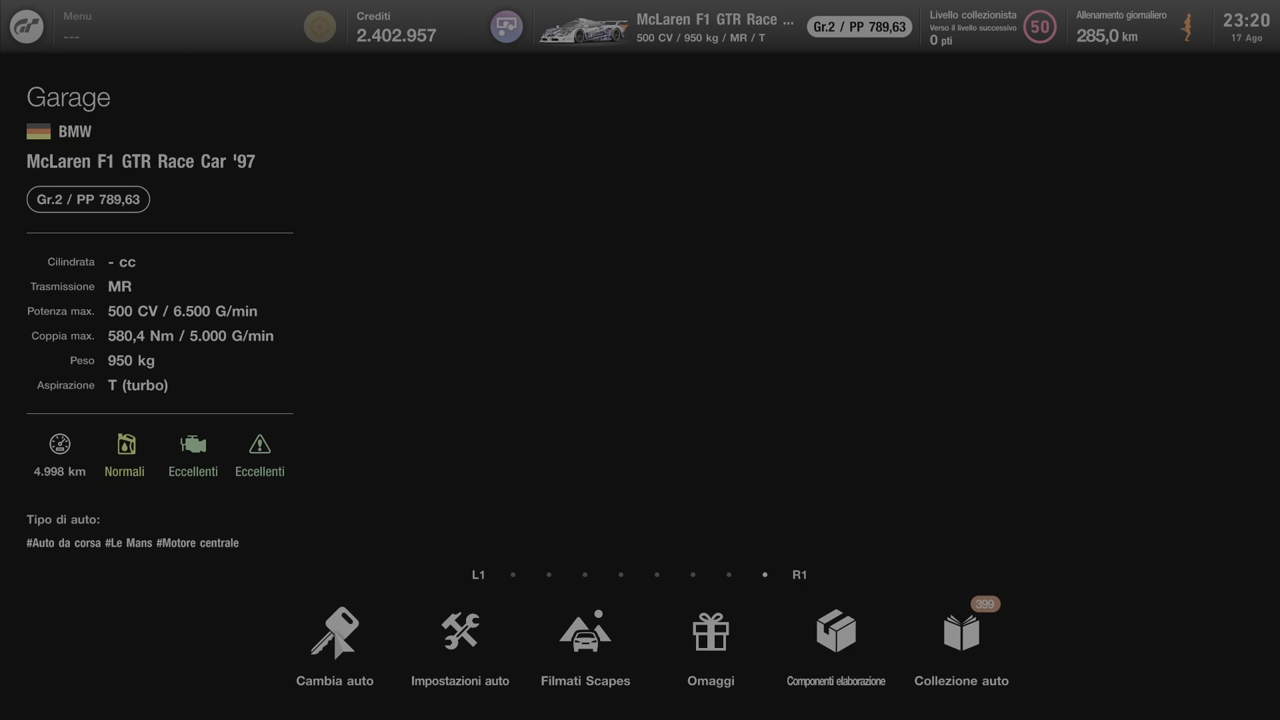 Menu
---
Crediti
2.402.957
McLaren F1 GTR Race ...
500 CV / 950 kg / MR / T
Gr.2 / PP 789,63
Livello collezionista
Verso il livello successivo
0 pti
50
Allenamento giornaliero
285,0 km
23:20
17 Ago
Garage
BMW
McLaren F1 GTR Race Car '97
Gr.2 / PP 789,63
Cilindrata - cc
Trasmissione MR
Potenza max. 500 CV / 6.500 G/min
Coppia max. 580,4 Nm / 5.000 G/min
Peso 950 kg
Aspirazione T (turbo)
4.998 km Normali Eccellenti Eccellenti
Tipo di auto:
#Auto da corsa #Le Mans #Motore centrale
L1 R1
399
Cambia auto Impostazioni auto Filmati Scapes Omaggi Componenti elaborazione Collezione auto